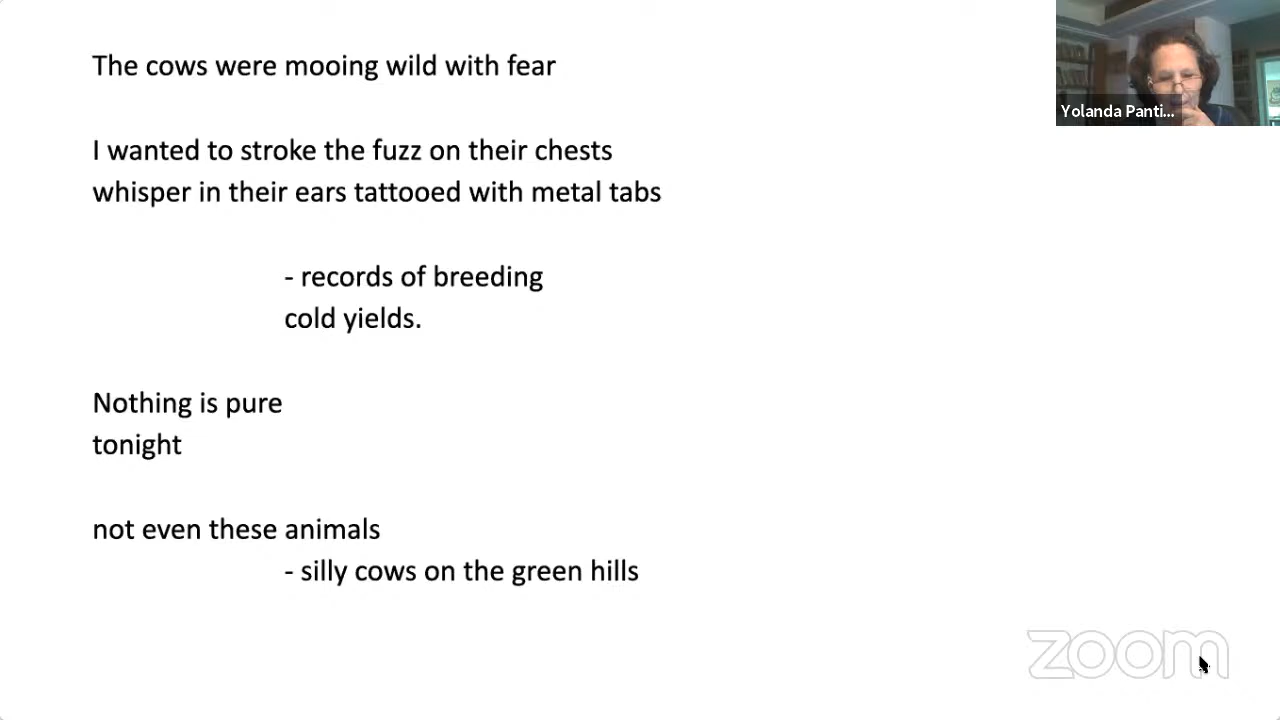 The cows were mooing wild with fear
I wanted to stroke the fuzz on their chests
whisper in their ears tattooed with metal tabs
- records of breeding
cold yields.
Nothing is pure
tonight
not even these animals
- silly cows on the green hills
Yolanda Panti...
zoom